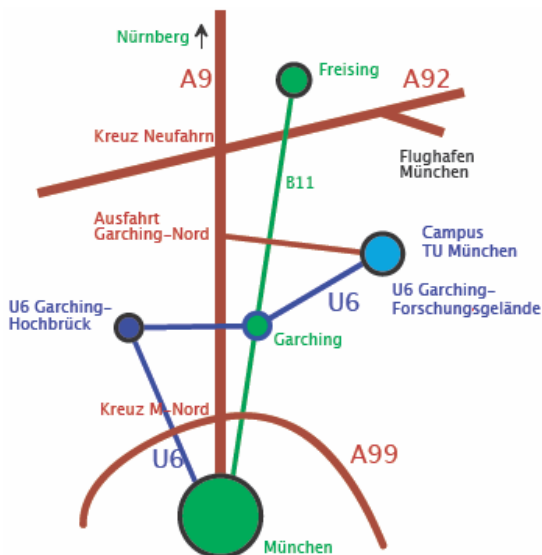 Nürnberg
Freising
A9
A92
Kreuz Neufahrn
Flughafen
München
B11
Ausfahrt
Garching-Nord
Campus
TU München
U6 Garching-
Forschungsgelände
U6
U6 Garching-
Hochbrück
Garching
Kreuz M-Nord
U6
A99
München